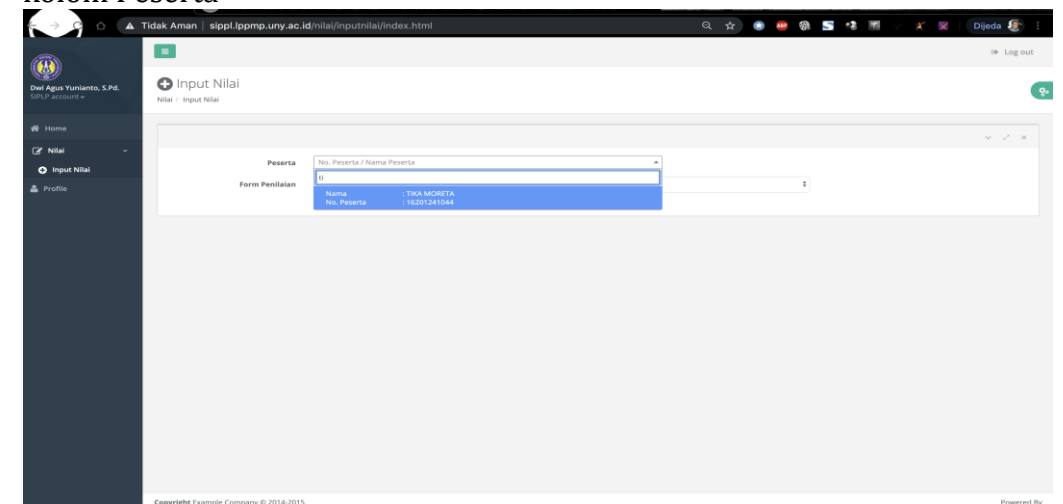 kolom Peserta
Tidak Aman | sippl.lppmp.uny.ac.id/nilai/inputnilai/index.html
ABP
Dijeda
Log out
Dwi Agus Yunianto, S.Pd.
SIPLP account
Input Nilai
Nilai / Input Nilai
Home
Nilai
Input Nilai
Profile
Peserta
No. Peserta / Nama Peserta
ti
Form Penilaian
Nama : TIKA MORETA
No. Peserta : 16201241044
Copyright Example Company © 2014-2015
Powered By